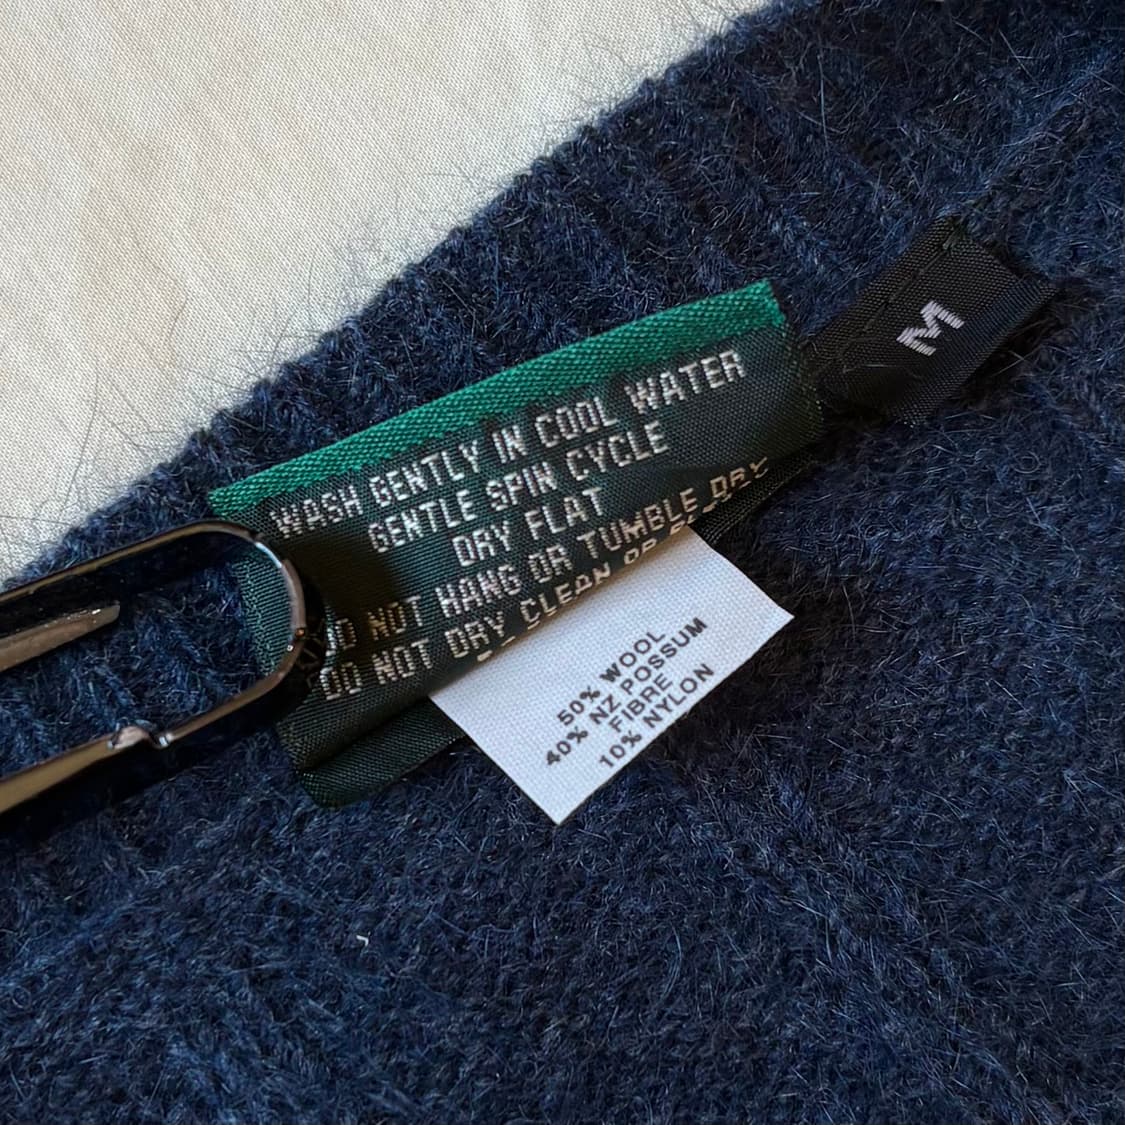 WASH GENTLY IN COOL WATER
GENTLE SPIN CYCLE
DRY FLAT
NOT HANG OR TUMBLE DRY
DO NOT DRY CLEAN OR
M
50% WOOL
40% NZ POSSUM
FIBRE
10% NYLON